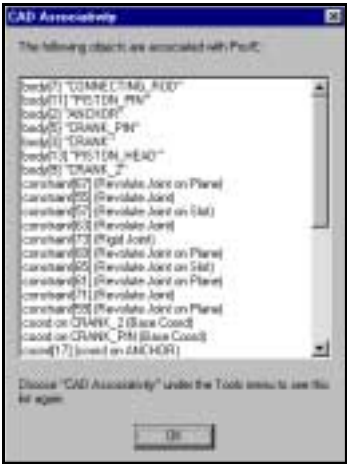 CAD Associativity
The following objects are associated with Pro/E:
body[7] "CONNECTING_ROD"
body[11] "PISTON_PIN"
body[2] "ANCHOR"
body[5] "CRANK_PIN"
body[3] "CRANK"
body[13] "PISTON_HEAD"
body[9] "CRANK_2"
constraint[67] (Revolute Joint on Plane)
constraint[55] (Revolute Joint)
constraint[57] (Revolute Joint on Slot)
constraint[63] (Revolute Joint)
constraint[73] (Rigid Joint)
constraint[69] (Revolute Joint on Plane)
constraint[65] (Revolute Joint on Slot)
constraint[61] (Revolute Joint on Plane)
constraint[71] (Revolute Joint)
constraint[59] (Revolute Joint on Plane)
coord on CRANK_2 (Base Coord)
coord on CRANK_PIN (Base Coord)
coord[17] (coord on ANCHOR)
Choose "CAD Associativity" under the Tools menu to see this
list again.
OK